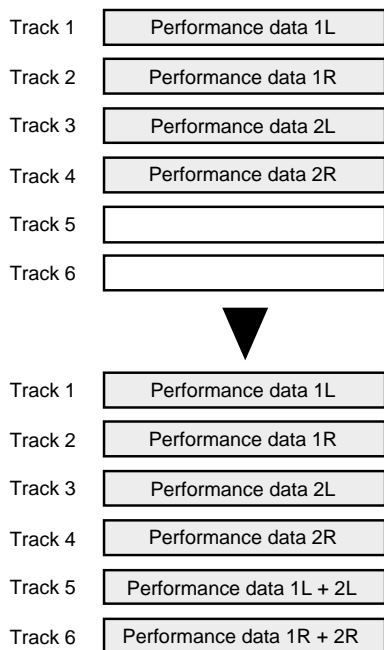 Track 1 Performance data 1L
Track 2 Performance data 1R
Track 3 Performance data 2L
Track 4 Performance data 2R
Track 5
Track 6
Track 1 Performance data 1L
Track 2 Performance data 1R
Track 3 Performance data 2L
Track 4 Performance data 2R
Track 5 Performance data 1L + 2L
Track 6 Performance data 1R + 2R